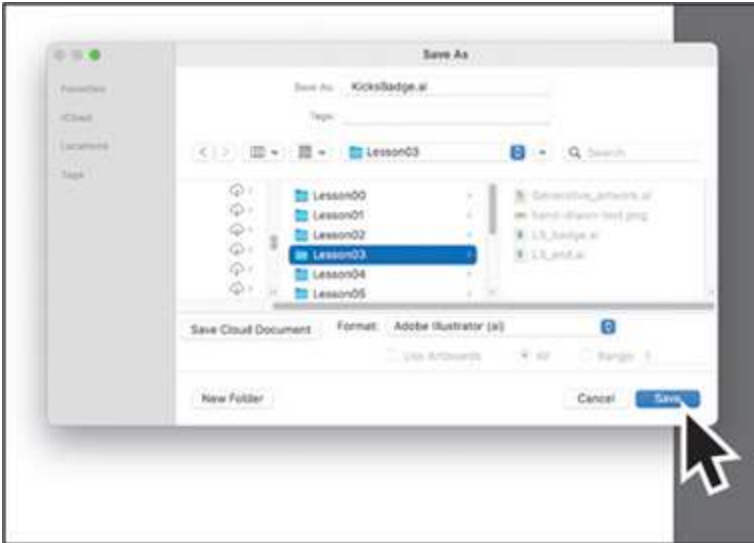 Save As
Favorites
iCloud
Locations
Tags
Save As: KicksBadge.ai
Tags:
Lesson03
Search
Lesson00
Lesson01
Lesson02
Lesson03
Lesson04
Lesson05
Generative_artwork.ai
hand-drawn-text.png
L3_badge.ai
L3_end.ai
Save Cloud Document
Format: Adobe Illustrator (ai)
Use Artboards
All
Range: 1
New Folder
Cancel
Save